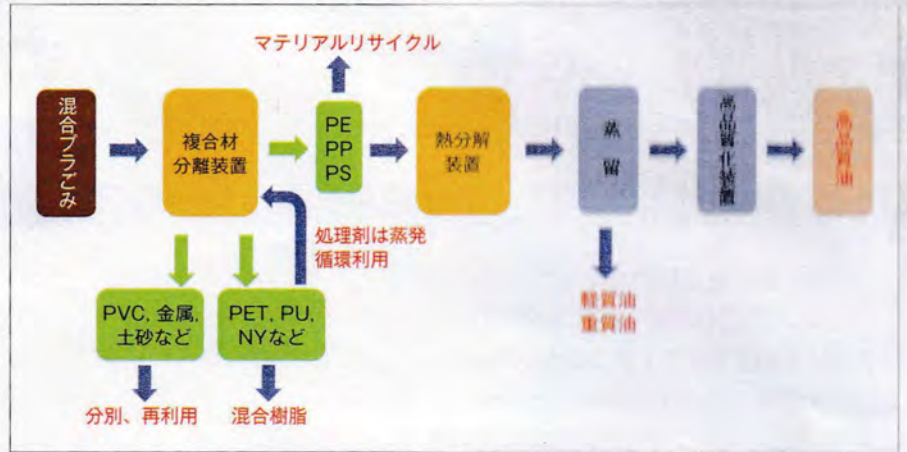 マテリアルリサイクル
混合プラごみ
複合材
分離装置
PE
PP
PS
熱分解
装置
蒸留
高品質化装置
高品質油
処理剤は蒸発
循環利用
PVC, 金属,
土砂など
PET, PU,
NYなど
軽質油
重質油
分別、再利用
混合樹脂